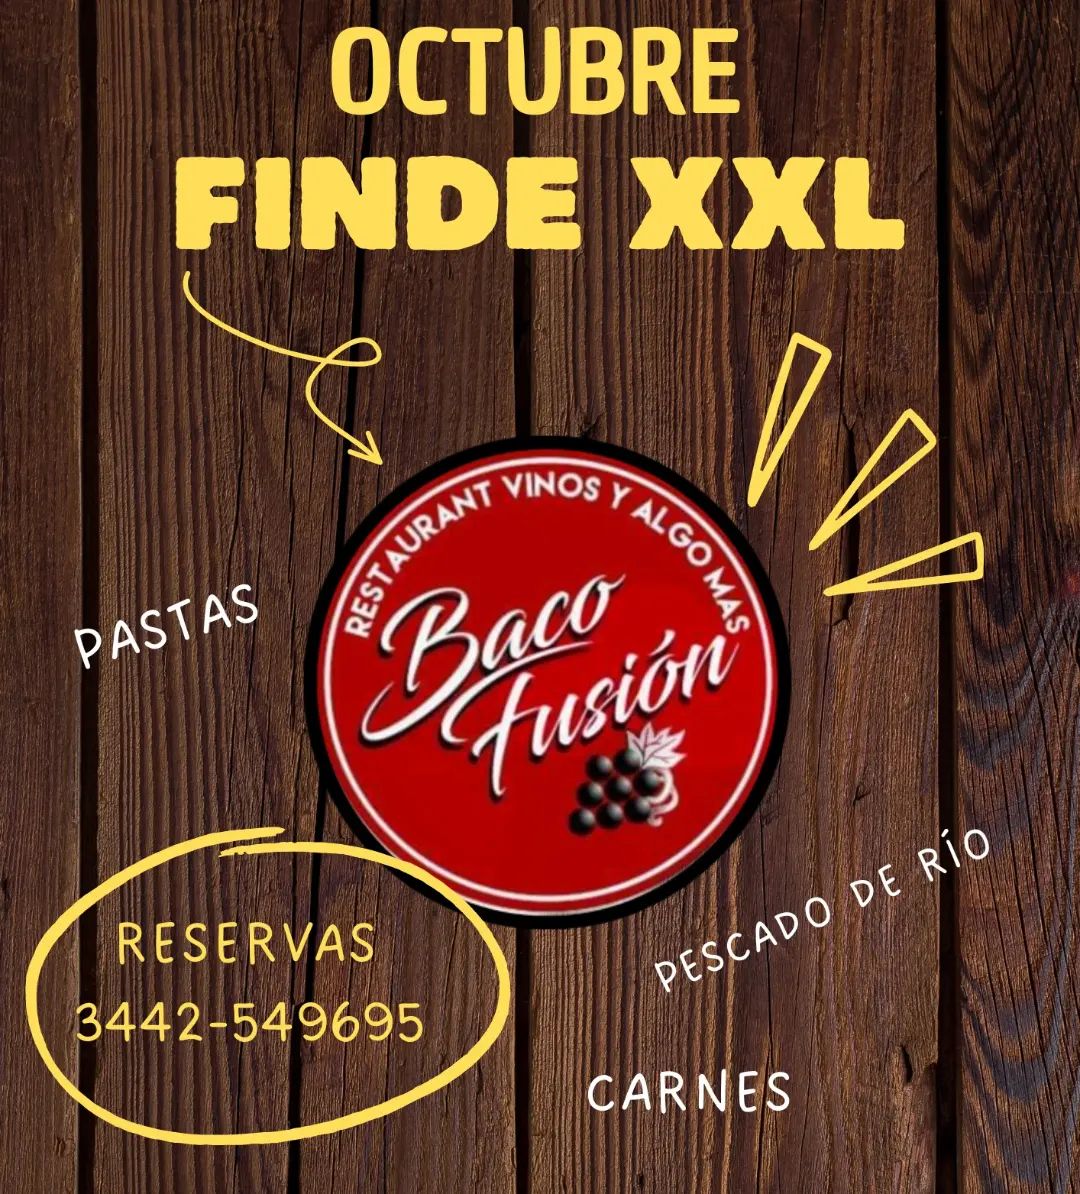 OCTUBRE
FINDE XXL
RESTAURANT VINOS Y ALGO MAS
Baco
Fusión
PASTAS
PESCADO DE RÍO
RESERVAS
3442-549695
CARNES